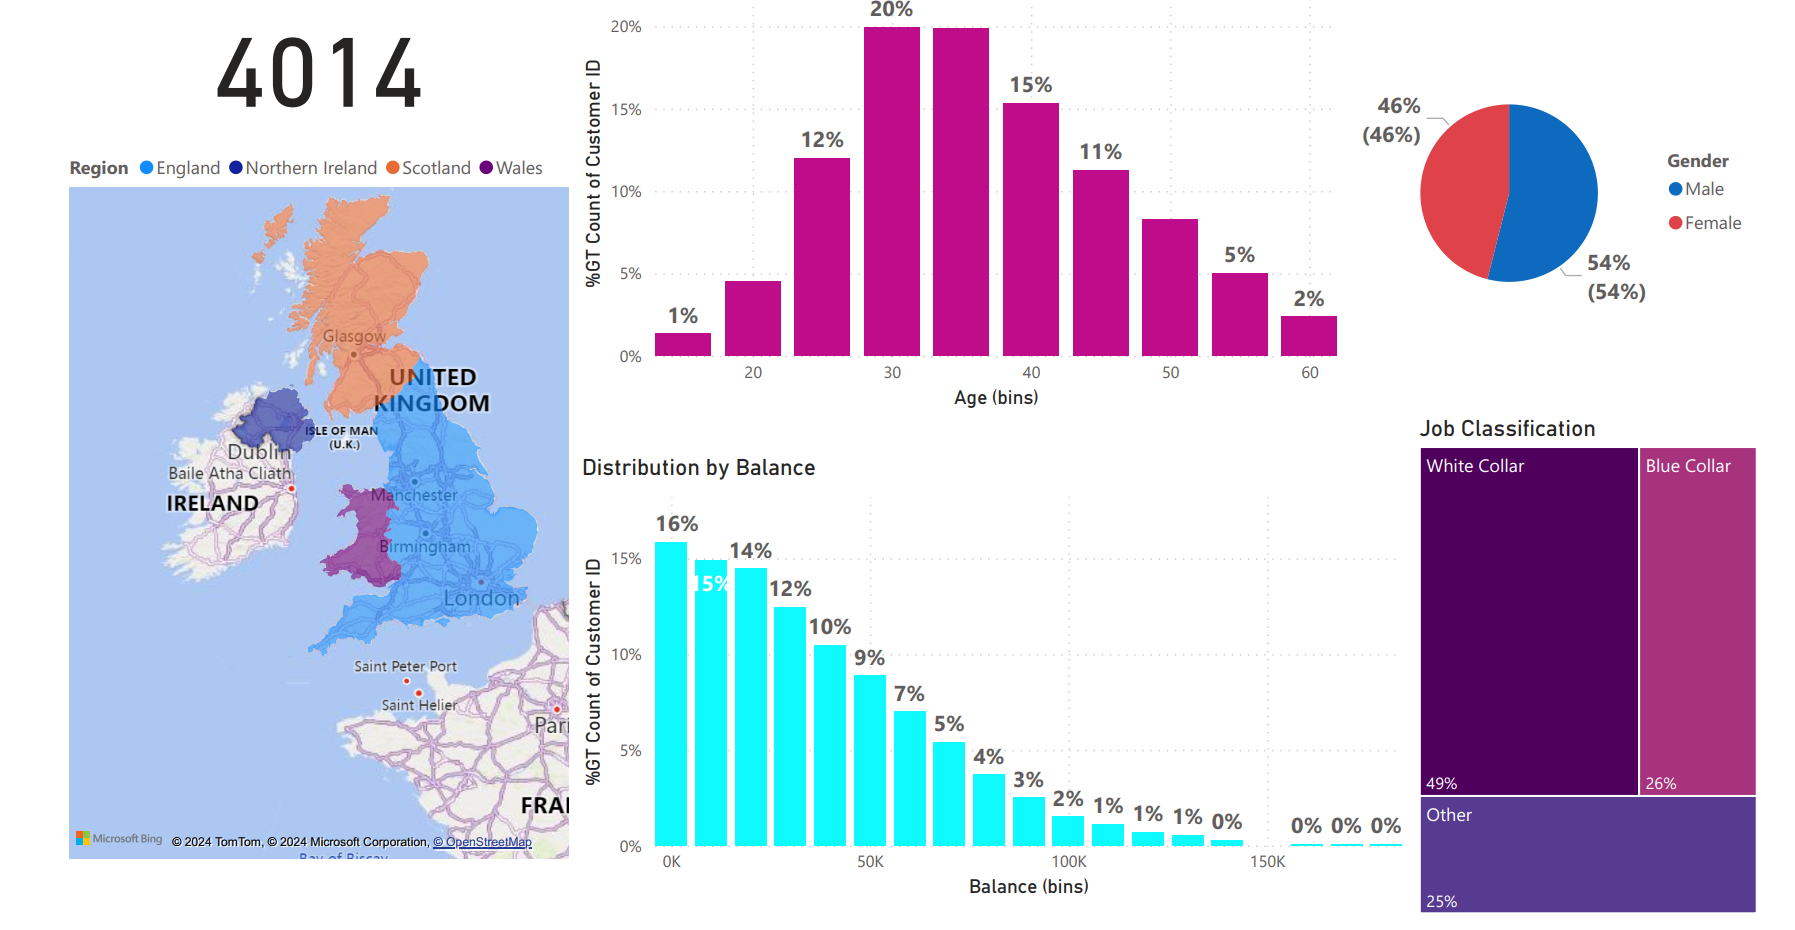 4014
Region England Northern Ireland Scotland Wales
Glasgow
UNITED
KINGDOM
ISLE OF MAN
(U.K.)
Dublin
Baile Atha Cliath
IRELAND
Manchester
Birmingham
London
Saint Peter Port
Saint Helier
Pari
FRA
Microsoft Bing © 2024 TomTom, © 2024 Microsoft Corporation, © OpenStreetMap
Bay of Biscay
%GT Count of Customer ID
20%
15%
10%
5%
0%
1%
12%
20%
15%
11%
5%
2%
20 30 40 50 60
Age (bins)
46%
(46%)
54%
(54%)
Gender
Male
Female
Distribution by Balance
%GT Count of Customer ID
15%
10%
5%
0%
16%
15%
14%
12%
10%
9%
7%
5%
4%
3%
2%
1%
1%
1%
0%
0%
0%
0%
0K 50K 100K 150K
Balance (bins)
Job Classification
White Collar
49%
Blue Collar
26%
Other
25%